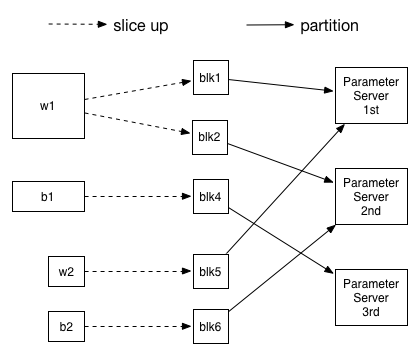 slice up
partition
w1
blk1
Parameter
Server
1st
blk2
b1
blk4
Parameter
Server
2nd
w2
blk5
b2
blk6
Parameter
Server
3rd